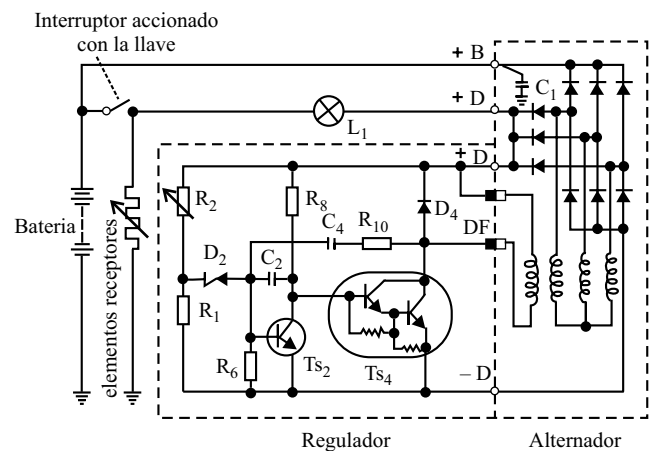 Interruptor accionado
con la llave
+ B
C1
+ D
L1
+ D
R2
R8
D4
C4
R10
DF
Bateria
elementos receptores
D2
C2
R1
R6
Ts2
Ts4
– D
Regulador
Alternador